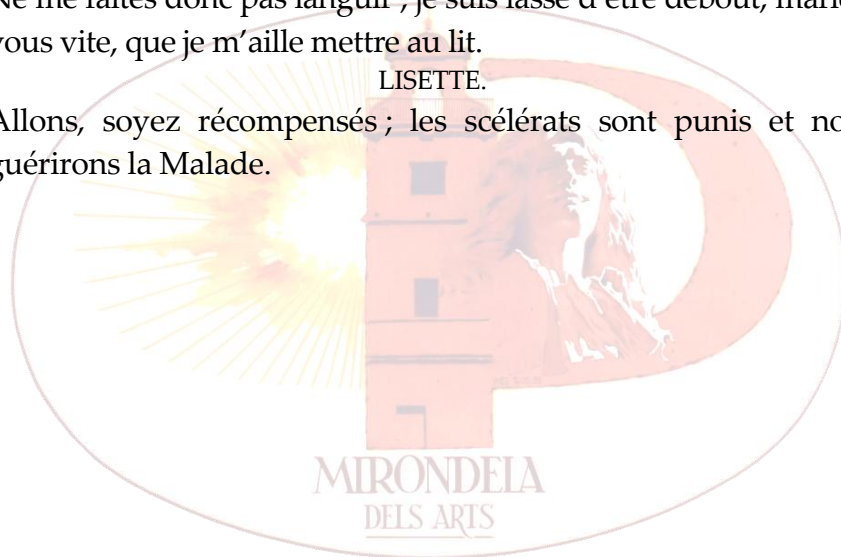 Ne me faites donc pas languir ; je suis lasse d'être debout,
vous vite, que je m'aille mettre au lit.
LISETTE.
Allons, soyez récompensés ; les scélérats sont punis et
guérirons la Malade.
MIRONDELA
DELS ARTS